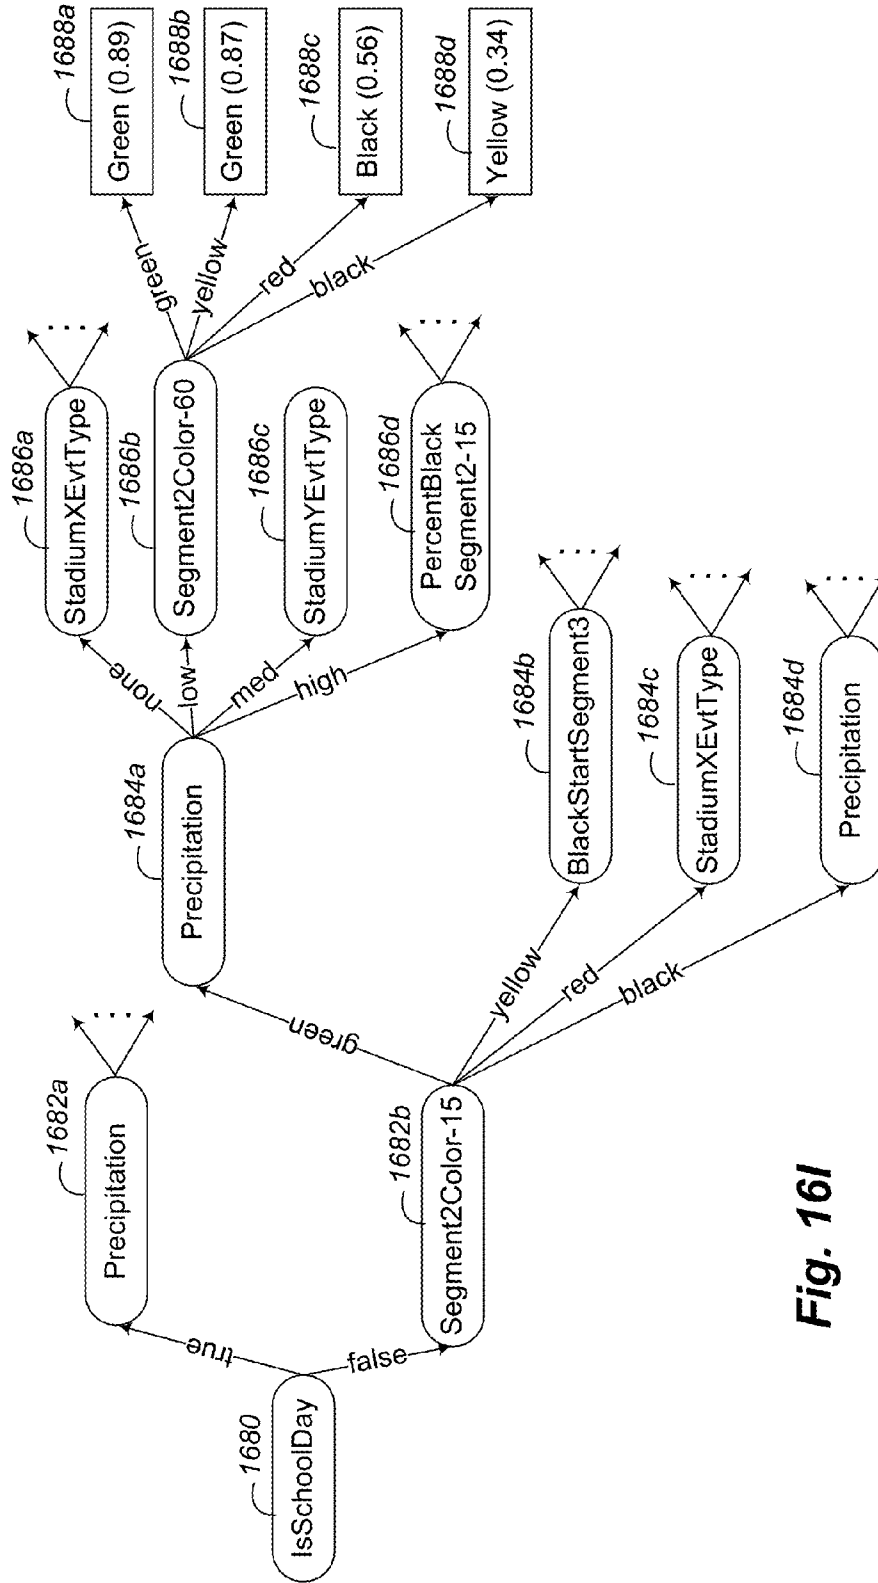 1680
IsSchoolDay
true
false
1682a
Precipitation
1682b
Segment2Color-15
green
yellow
red
black
1684a
Precipitation
1684b
BlackStartSegment3
1684c
StadiumXEvtType
1684d
Precipitation
none
low
med
high
1686a
StadiumXEvtType
1686b
Segment2Color-60
1686c
StadiumYEvtType
1686d
PercentBlack
Segment2-15
green
yellow
red
black
1688a
Green (0.89)
1688b
Green (0.87)
1688c
Black (0.56)
1688d
Yellow (0.34)
Fig. 16I